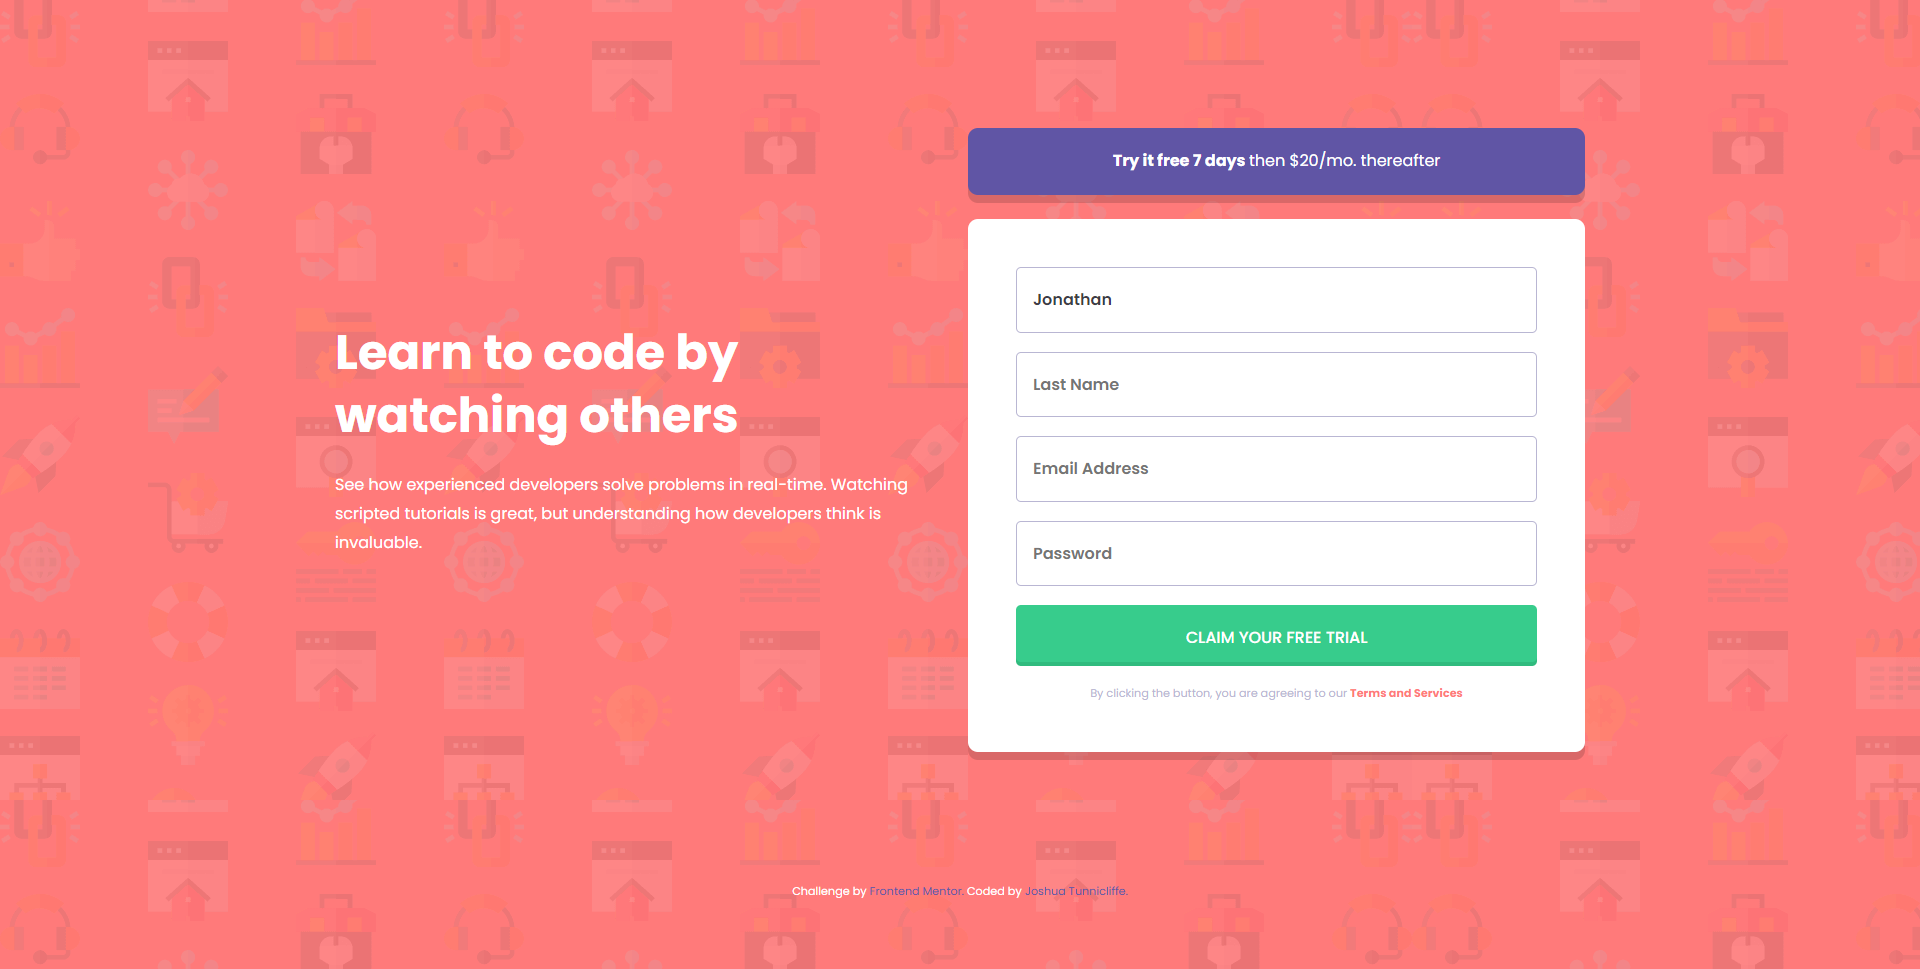 Learn to code by
watching others
See how experienced developers solve problems in real-time. Watching
scripted tutorials is great, but understanding how developers think is
invaluable.
Try it free 7 days then $20/mo. thereafter
Jonathan
Last Name
Email Address
Password
CLAIM YOUR FREE TRIAL
By clicking the button, you are agreeing to our Terms and Services
Challenge by Frontend Mentor. Coded by Joshua Tunnicliffe.